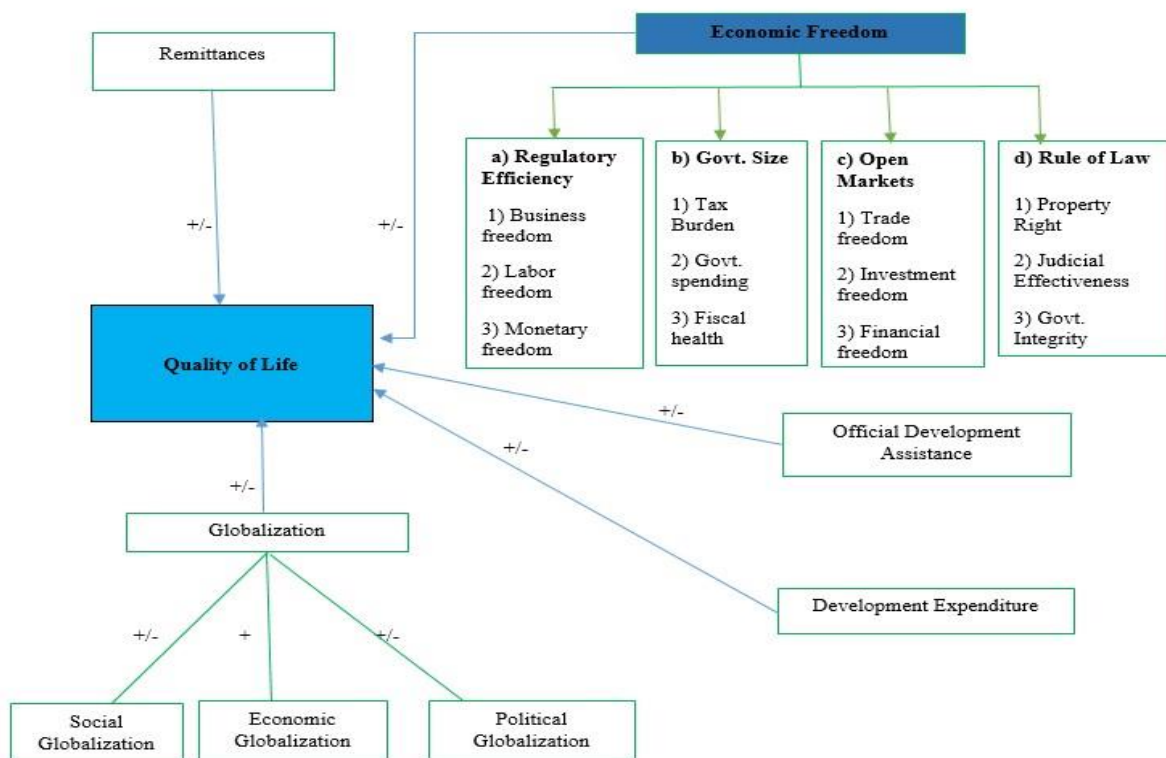 Remittances
Economic Freedom
a) Regulatory
Efficiency
1) Business
freedom
2) Labor
freedom
3) Monetary
freedom
b) Govt. Size
1) Tax
Burden
2) Govt.
spending
3) Fiscal
health
c) Open
Markets
1) Trade
freedom
2) Investment
freedom
3) Financial
freedom
d) Rule of Law
1) Property
Right
2) Judicial
Effectiveness
3) Govt.
Integrity
+/-
+/-
Quality of Life
+/-
Official Development
Assistance
+/-
+/-
Globalization
Development Expenditure
+/-
+
+/-
Social
Globalization
Economic
Globalization
Political
Globalization